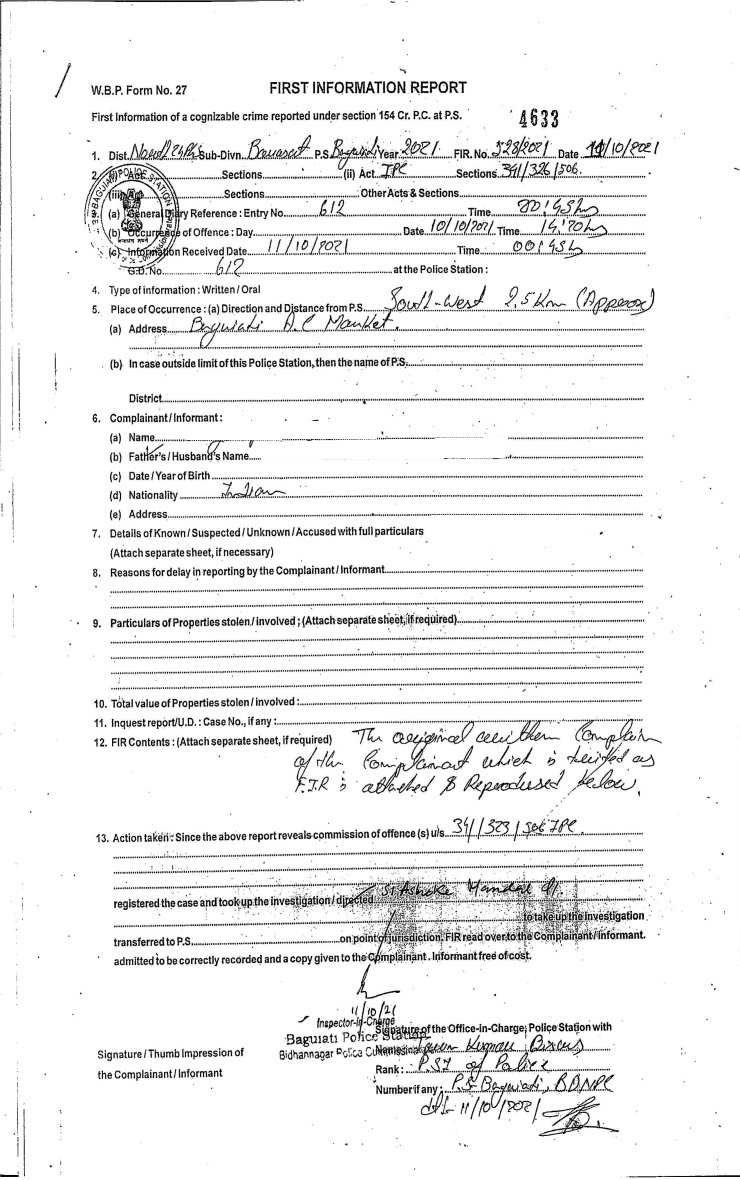 W.B.P. Form No. 27 FIRST INFORMATION REPORT
First Information of a cognizable crime reported under section 154 Cr. P.C. at P.S. 4633
1. Dist. North 24 Pgs Sub-Divn. Barasat P.S. Baguiati Year 2021. FIR. No. 528/2021 Date 11/10/2021
2. (i) Act Sections (ii) Act. IPC Sections 341/326/506.
(iii) Act Sections Other Acts & Sections
3. (a) General Diary Reference : Entry No. 612 Time 00:45 hrs
(b) Occurrence of Offence : Day. Date 10/10/2021 Time 14:20 hrs
(c) Information Received Date. 11/10/2021 Time 00:45 h
G.D. No. 612 at the Police Station :
4. Type of information : Written / Oral
5. Place of Occurrence : (a) Direction and Distance from P.S. South-West 2.5 Km (Approx)
(a) Address Baguiati A.C Market.
(b) In case outside limit of this Police Station, then the name of P.S.
District
6. Complainant / Informant :
(a) Name
(b) Father's / Husband's Name
(c) Date / Year of Birth
(d) Nationality Indian
(e) Address
7. Details of Known / Suspected / Unknown / Accused with full particulars
(Attach separate sheet, if necessary)
8. Reasons for delay in reporting by the Complainant / Informant
9. Particulars of Properties stolen / involved ; (Attach separate sheet, if required)
10. Total value of Properties stolen / involved :
11. Inquest report/U.D. : Case No., if any :
12. FIR Contents : (Attach separate sheet, if required) The original written Complain
of the Complainant which is treated as
F.I.R is attached & Reproduced below.
13. Action taken : Since the above report reveals commission of offence (s) u/s 341/323/506 IPC
registered the case and took up the investigation / directed SI Ashoke Mandal
to take up the investigation
transferred to P.S. on point of jurisdiction. FIR read over to the Complainant / Informant.
admitted to be correctly recorded and a copy given to the Complainant. Informant free of cost.
11/10/21
Inspector-in-Charge
Baguiati Police Station
Bidhannagar Police
Signature of the Office-in-Charge, Police Station with
Name Kumar Biswas
Signature / Thumb Impression of
the Complainant / Informant
Rank : PSI of Police
Number if any : P.S Baguiati, BDNPC
dt- 11/10/2021